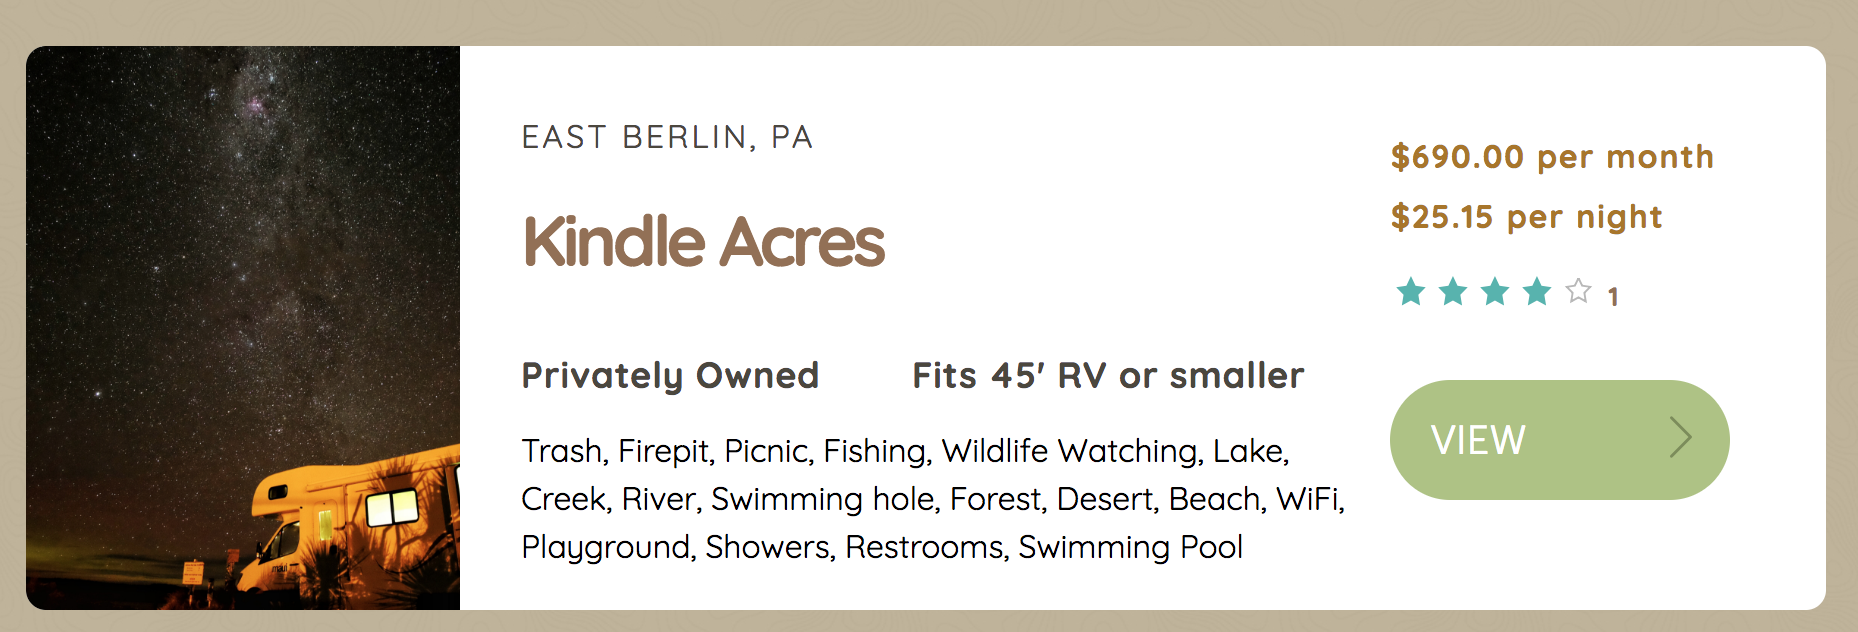 EAST BERLIN, PA
Kindle Acres
Privately Owned
Fits 45' RV or smaller
Trash, Firepit, Picnic, Fishing, Wildlife Watching, Lake,
Creek, River, Swimming hole, Forest, Desert, Beach, WiFi,
Playground, Showers, Restrooms, Swimming Pool
$690.00 per month
$25.15 per night
1
VIEW